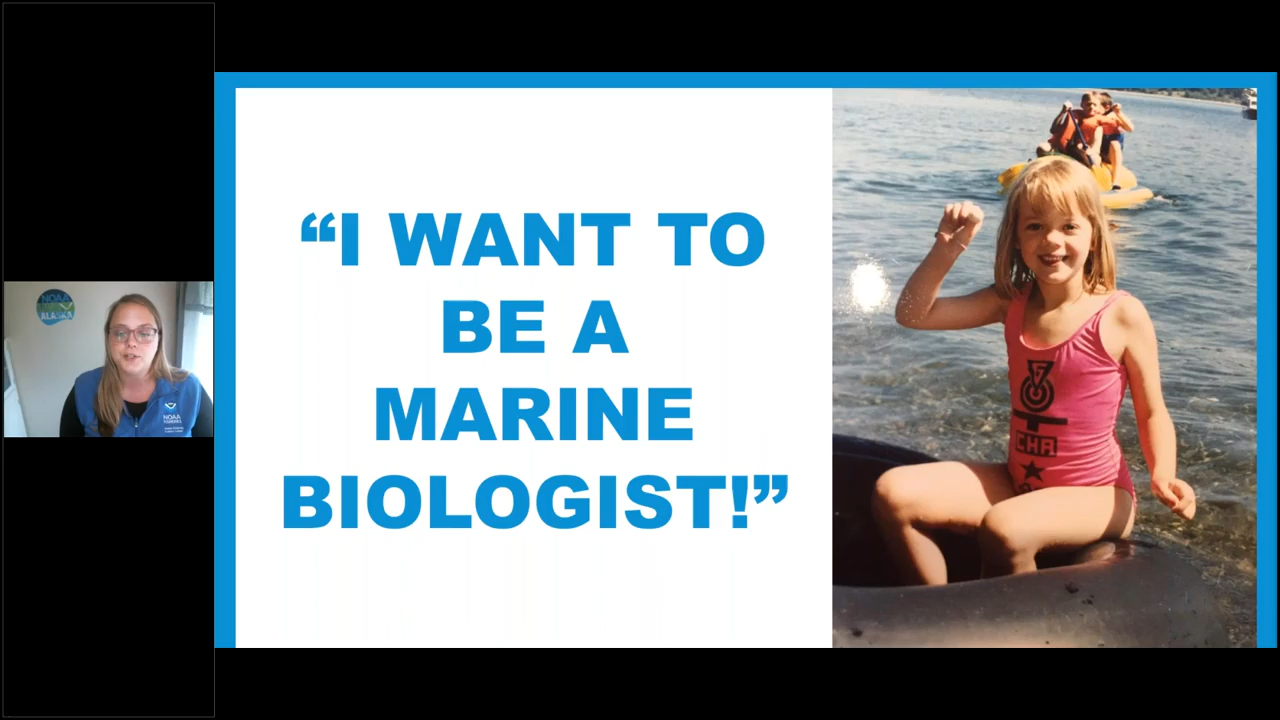 “I WANT TO
BE A
MARINE
BIOLOGIST!”
NOAA
ALASKA
NOAA
FISHERIES
CHA